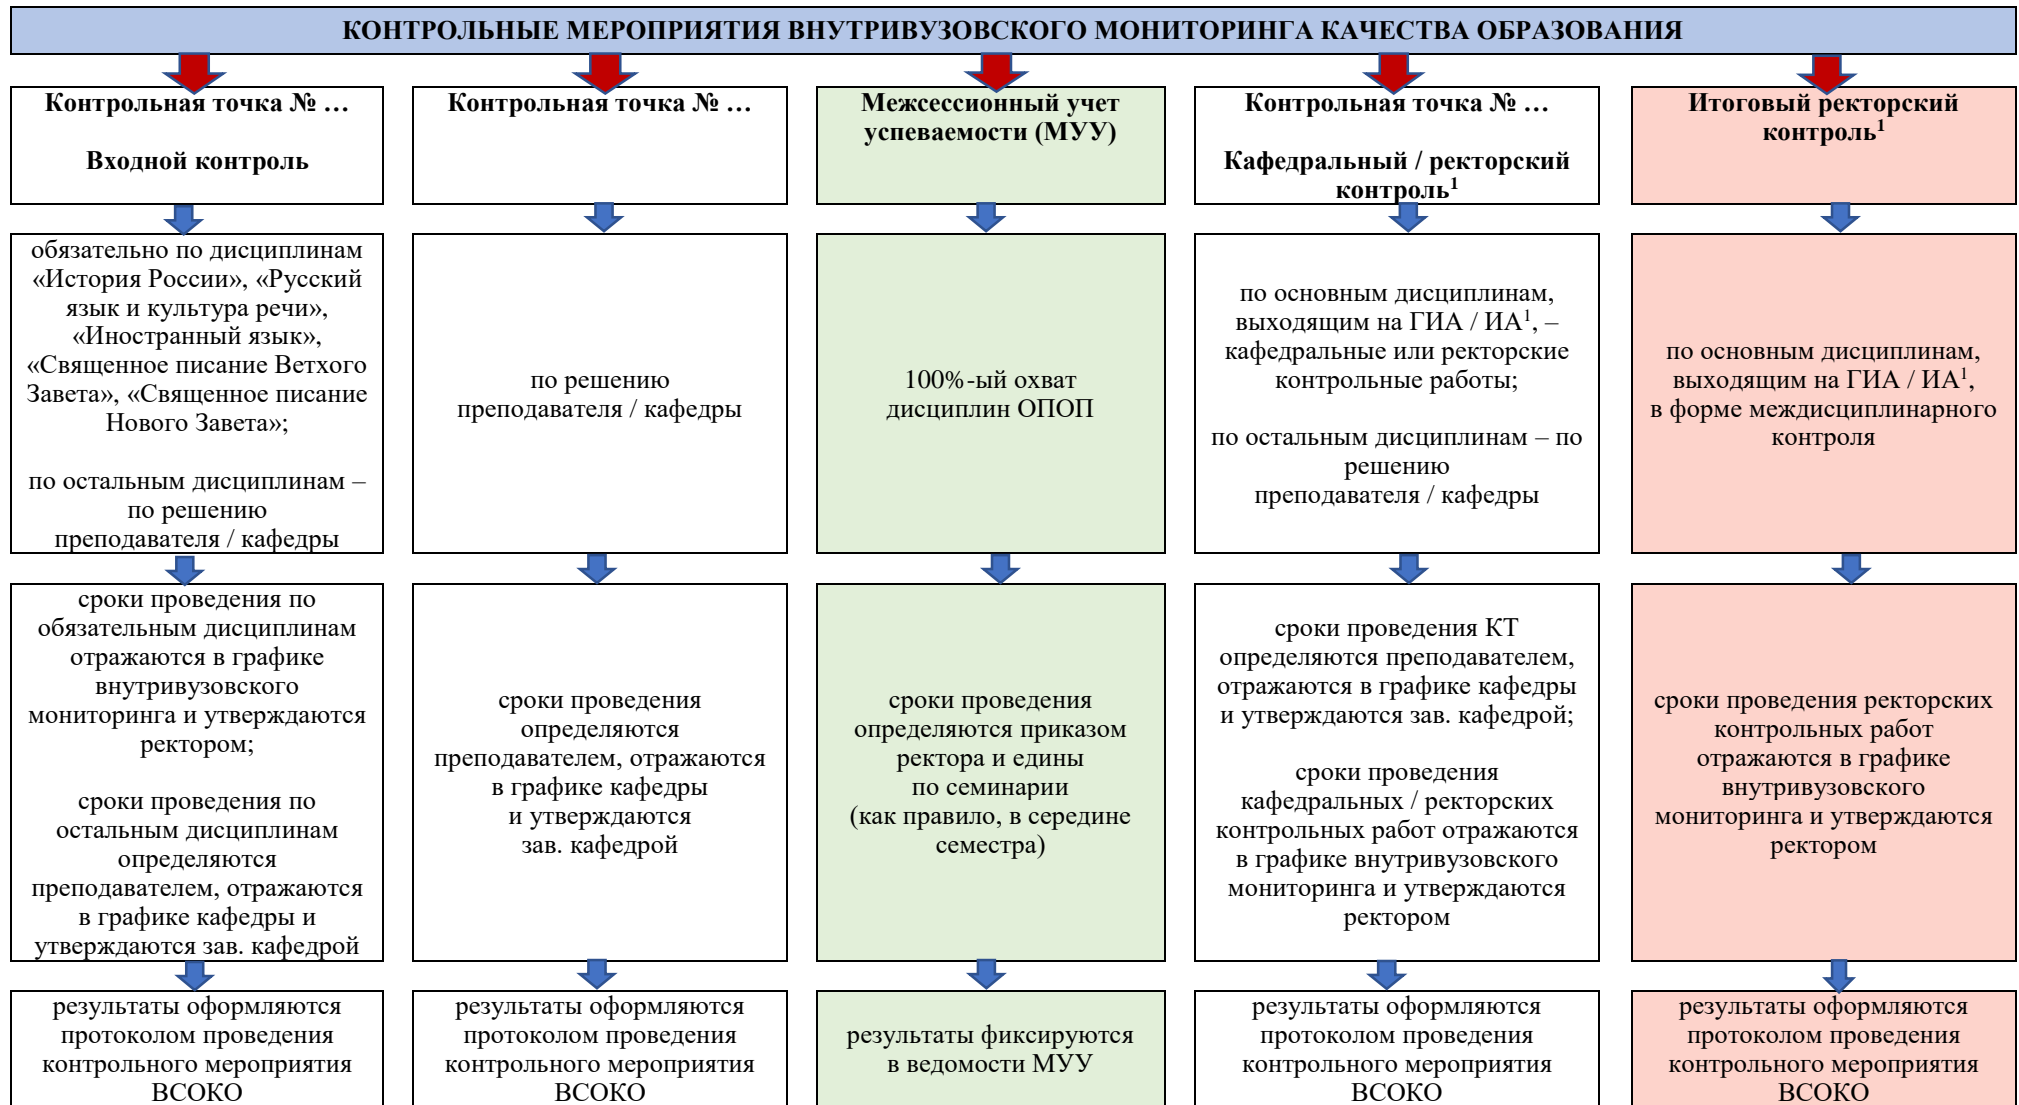 КОНТРОЛЬНЫЕ МЕРОПРИЯТИЯ ВНУТРИВУЗОВСКОГО МОНИТОРИНГА КАЧЕСТВА ОБРАЗОВАНИЯ
Контрольная точка № …
Входной контроль
обязательно по дисциплинам
«История России», «Русский
язык и культура речи»,
«Иностранный язык»,
«Священное писание Ветхого
Завета», «Священное писание
Нового Завета»;
по остальным дисциплинам –
по решению
преподавателя / кафедры
сроки проведения по
обязательным дисциплинам
отражаются в графике
внутривузовского
мониторинга и утверждаются
ректором;
сроки проведения по
остальным дисциплинам
определяются
преподавателем, отражаются
в графике кафедры и
утверждаются зав. кафедрой
результаты оформляются
протоколом проведения
контрольного мероприятия
ВСОКО
Контрольная точка № …
по решению
преподавателя / кафедры
сроки проведения
определяются
преподавателем, отражаются
в графике кафедры
и утверждаются
зав. кафедрой
результаты оформляются
протоколом проведения
контрольного мероприятия
ВСОКО
Межсессионный учет
успеваемости (МУУ)
100%-ый охват
дисциплин ОПОП
сроки проведения
определяются приказом
ректора и едины
по семинарии
(как правило, в середине
семестра)
результаты фиксируются
в ведомости МУУ
Контрольная точка № …
Кафедральный / ректорский
контроль¹
по основным дисциплинам,
выходящим на ГИА / ИА¹, –
кафедральные или ректорские
контрольные работы;
по остальным дисциплинам – по
решению
преподавателя / кафедры
сроки проведения КТ
определяются преподавателем,
отражаются в графике кафедры
и утверждаются зав. кафедрой;
сроки проведения
кафедральных / ректорских
контрольных работ отражаются
в графике внутривузовского
мониторинга и утверждаются
ректором
результаты оформляются
протоколом проведения
контрольного мероприятия
ВСОКО
Итоговый ректорский
контроль¹
по основным дисциплинам,
выходящим на ГИА / ИА¹,
в форме междисциплинарного
контроля
сроки проведения ректорских
контрольных работ
отражаются в графике
внутривузовского
мониторинга и утверждаются
ректором
результаты оформляются
протоколом проведения
контрольного мероприятия
ВСОКО